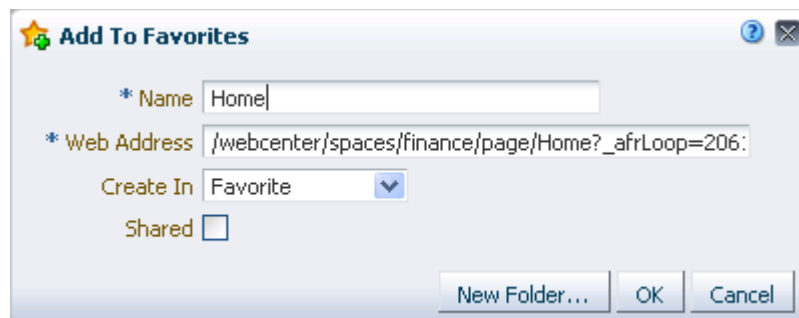 Add To Favorites
* Name Home
* Web Address /webcenter/spaces/finance/page/Home?_afrLoop=206
Create In Favorite
Shared
New Folder... OK Cancel